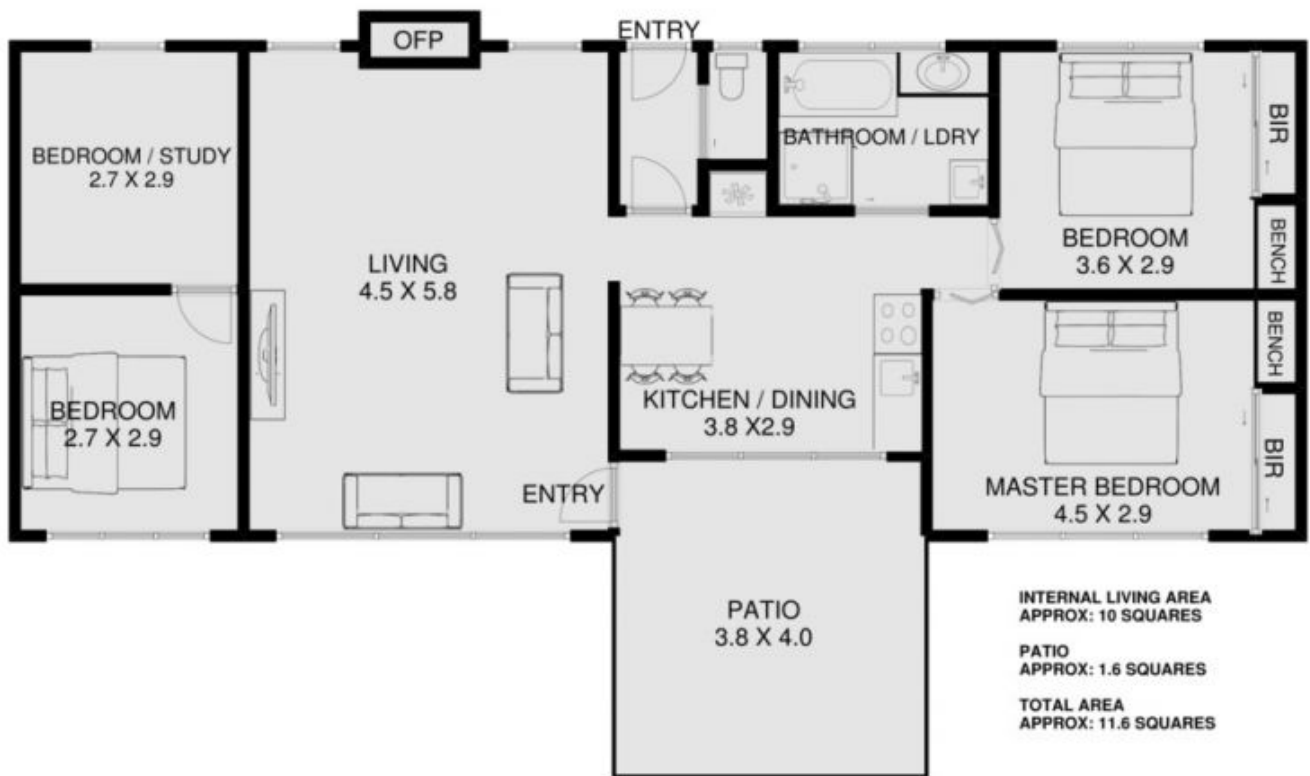 OFP
ENTRY
BEDROOM / STUDY
2.7 X 2.9
BATHROOM / LDRY
BIR
LIVING
4.5 X 5.8
BEDROOM
3.6 X 2.9
BENCH
BENCH
BEDROOM
2.7 X 2.9
KITCHEN / DINING
3.8 X2.9
BIR
ENTRY
MASTER BEDROOM
4.5 X 2.9
PATIO
3.8 X 4.0
INTERNAL LIVING AREA
APPROX: 10 SQUARES
PATIO
APPROX: 1.6 SQUARES
TOTAL AREA
APPROX: 11.6 SQUARES